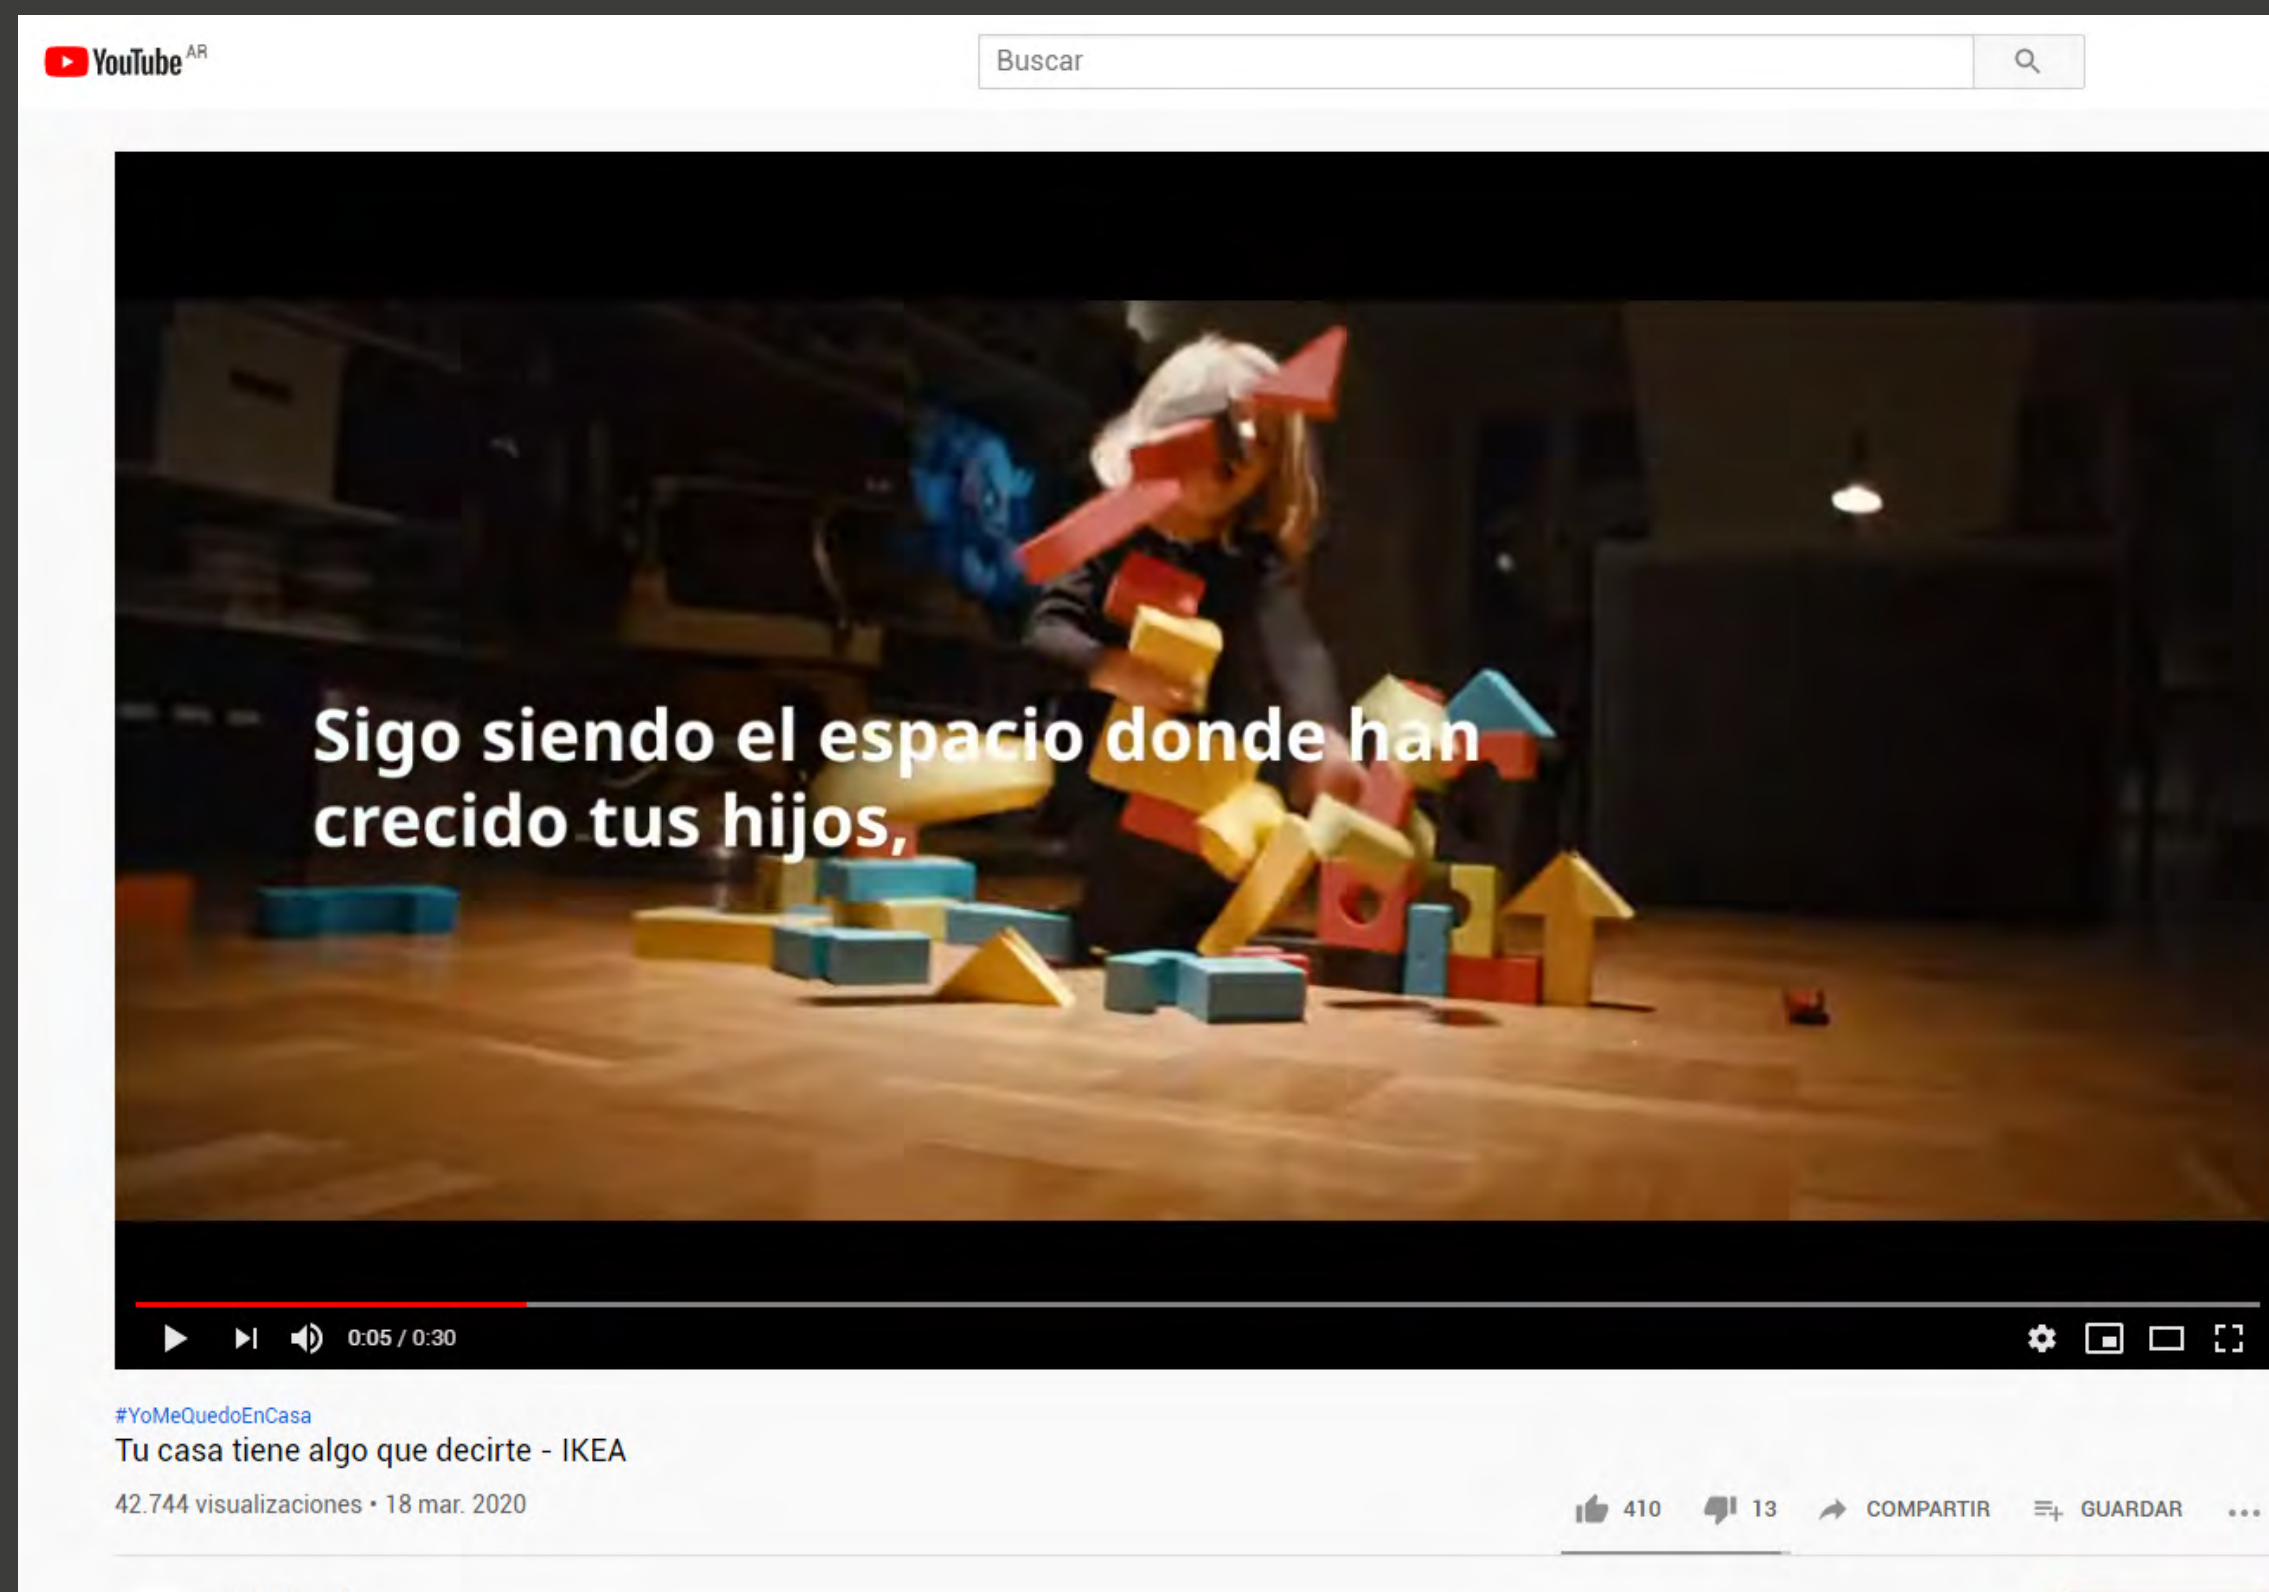 YouTube AR
Buscar
Sigo siendo el espacio donde han
crecido tus hijos,
0:05 / 0:30
#YoMeQuedoEnCasa
Tu casa tiene algo que decirte - IKEA
42.744 visualizaciones • 18 mar. 2020
410 13 COMPARTIR GUARDAR